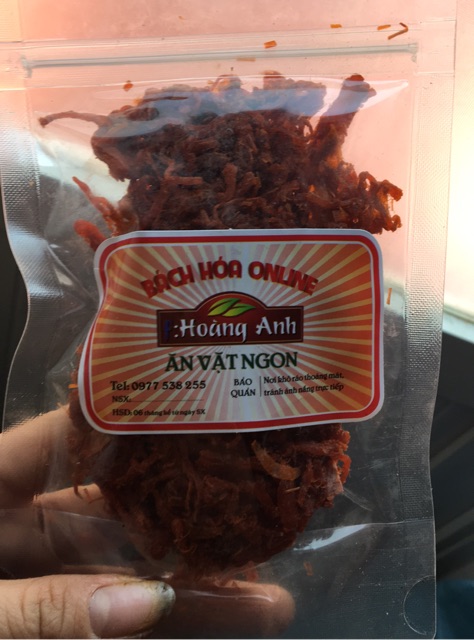 BÁCH HÓA ONLINE
F:Hoàng Anh
ĂN VẶT NGON
Tel: 0977 538 255
NSX:
HSD: 06 tháng kể từ ngày SX
BẢO QUẢN
Nơi khô ráo thoáng mát,
tránh ánh nắng trực tiếp